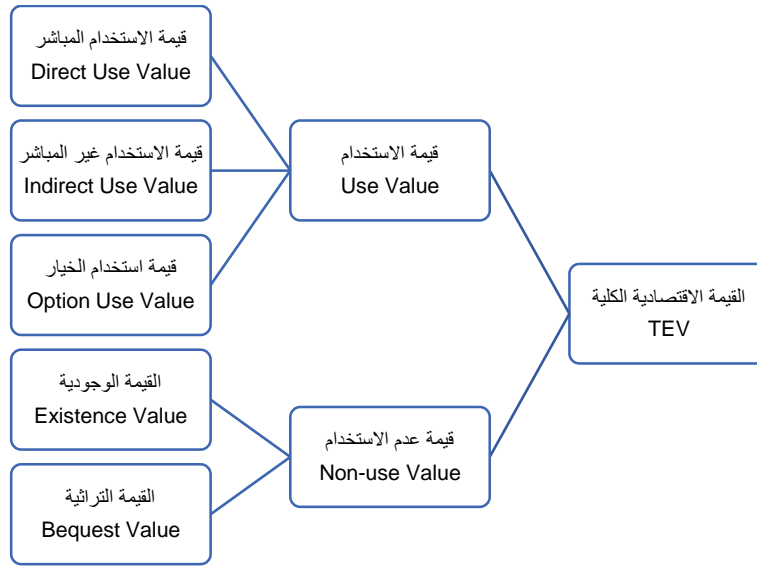 القيمة الاقتصادية الكلية
TEV
قيمة الاستخدام
Use Value
قيمة الاستخدام المباشر
Direct Use Value
قيمة الاستخدام غير المباشر
Indirect Use Value
قيمة استخدام الخيار
Option Use Value
قيمة عدم الاستخدام
Non-use Value
القيمة الوجودية
Existence Value
القيمة التراثية
Bequest Value